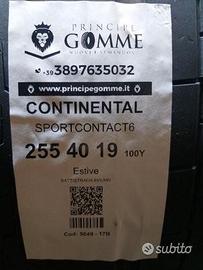 PRINCIPE
GOMME
+39 3897635032
www.principegomme.it
CONTINENTAL
SPORTCONTACT6
255 40 19 100Y
Estive
subito